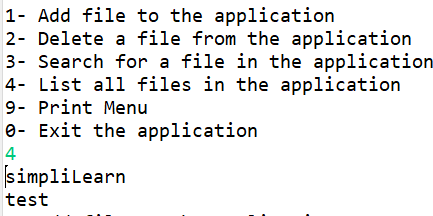 1- Add file to the application
2- Delete a file from the application
3- Search for a file in the application
4- List all files in the application
9- Print Menu
0- Exit the application
4
simpliLearn
test